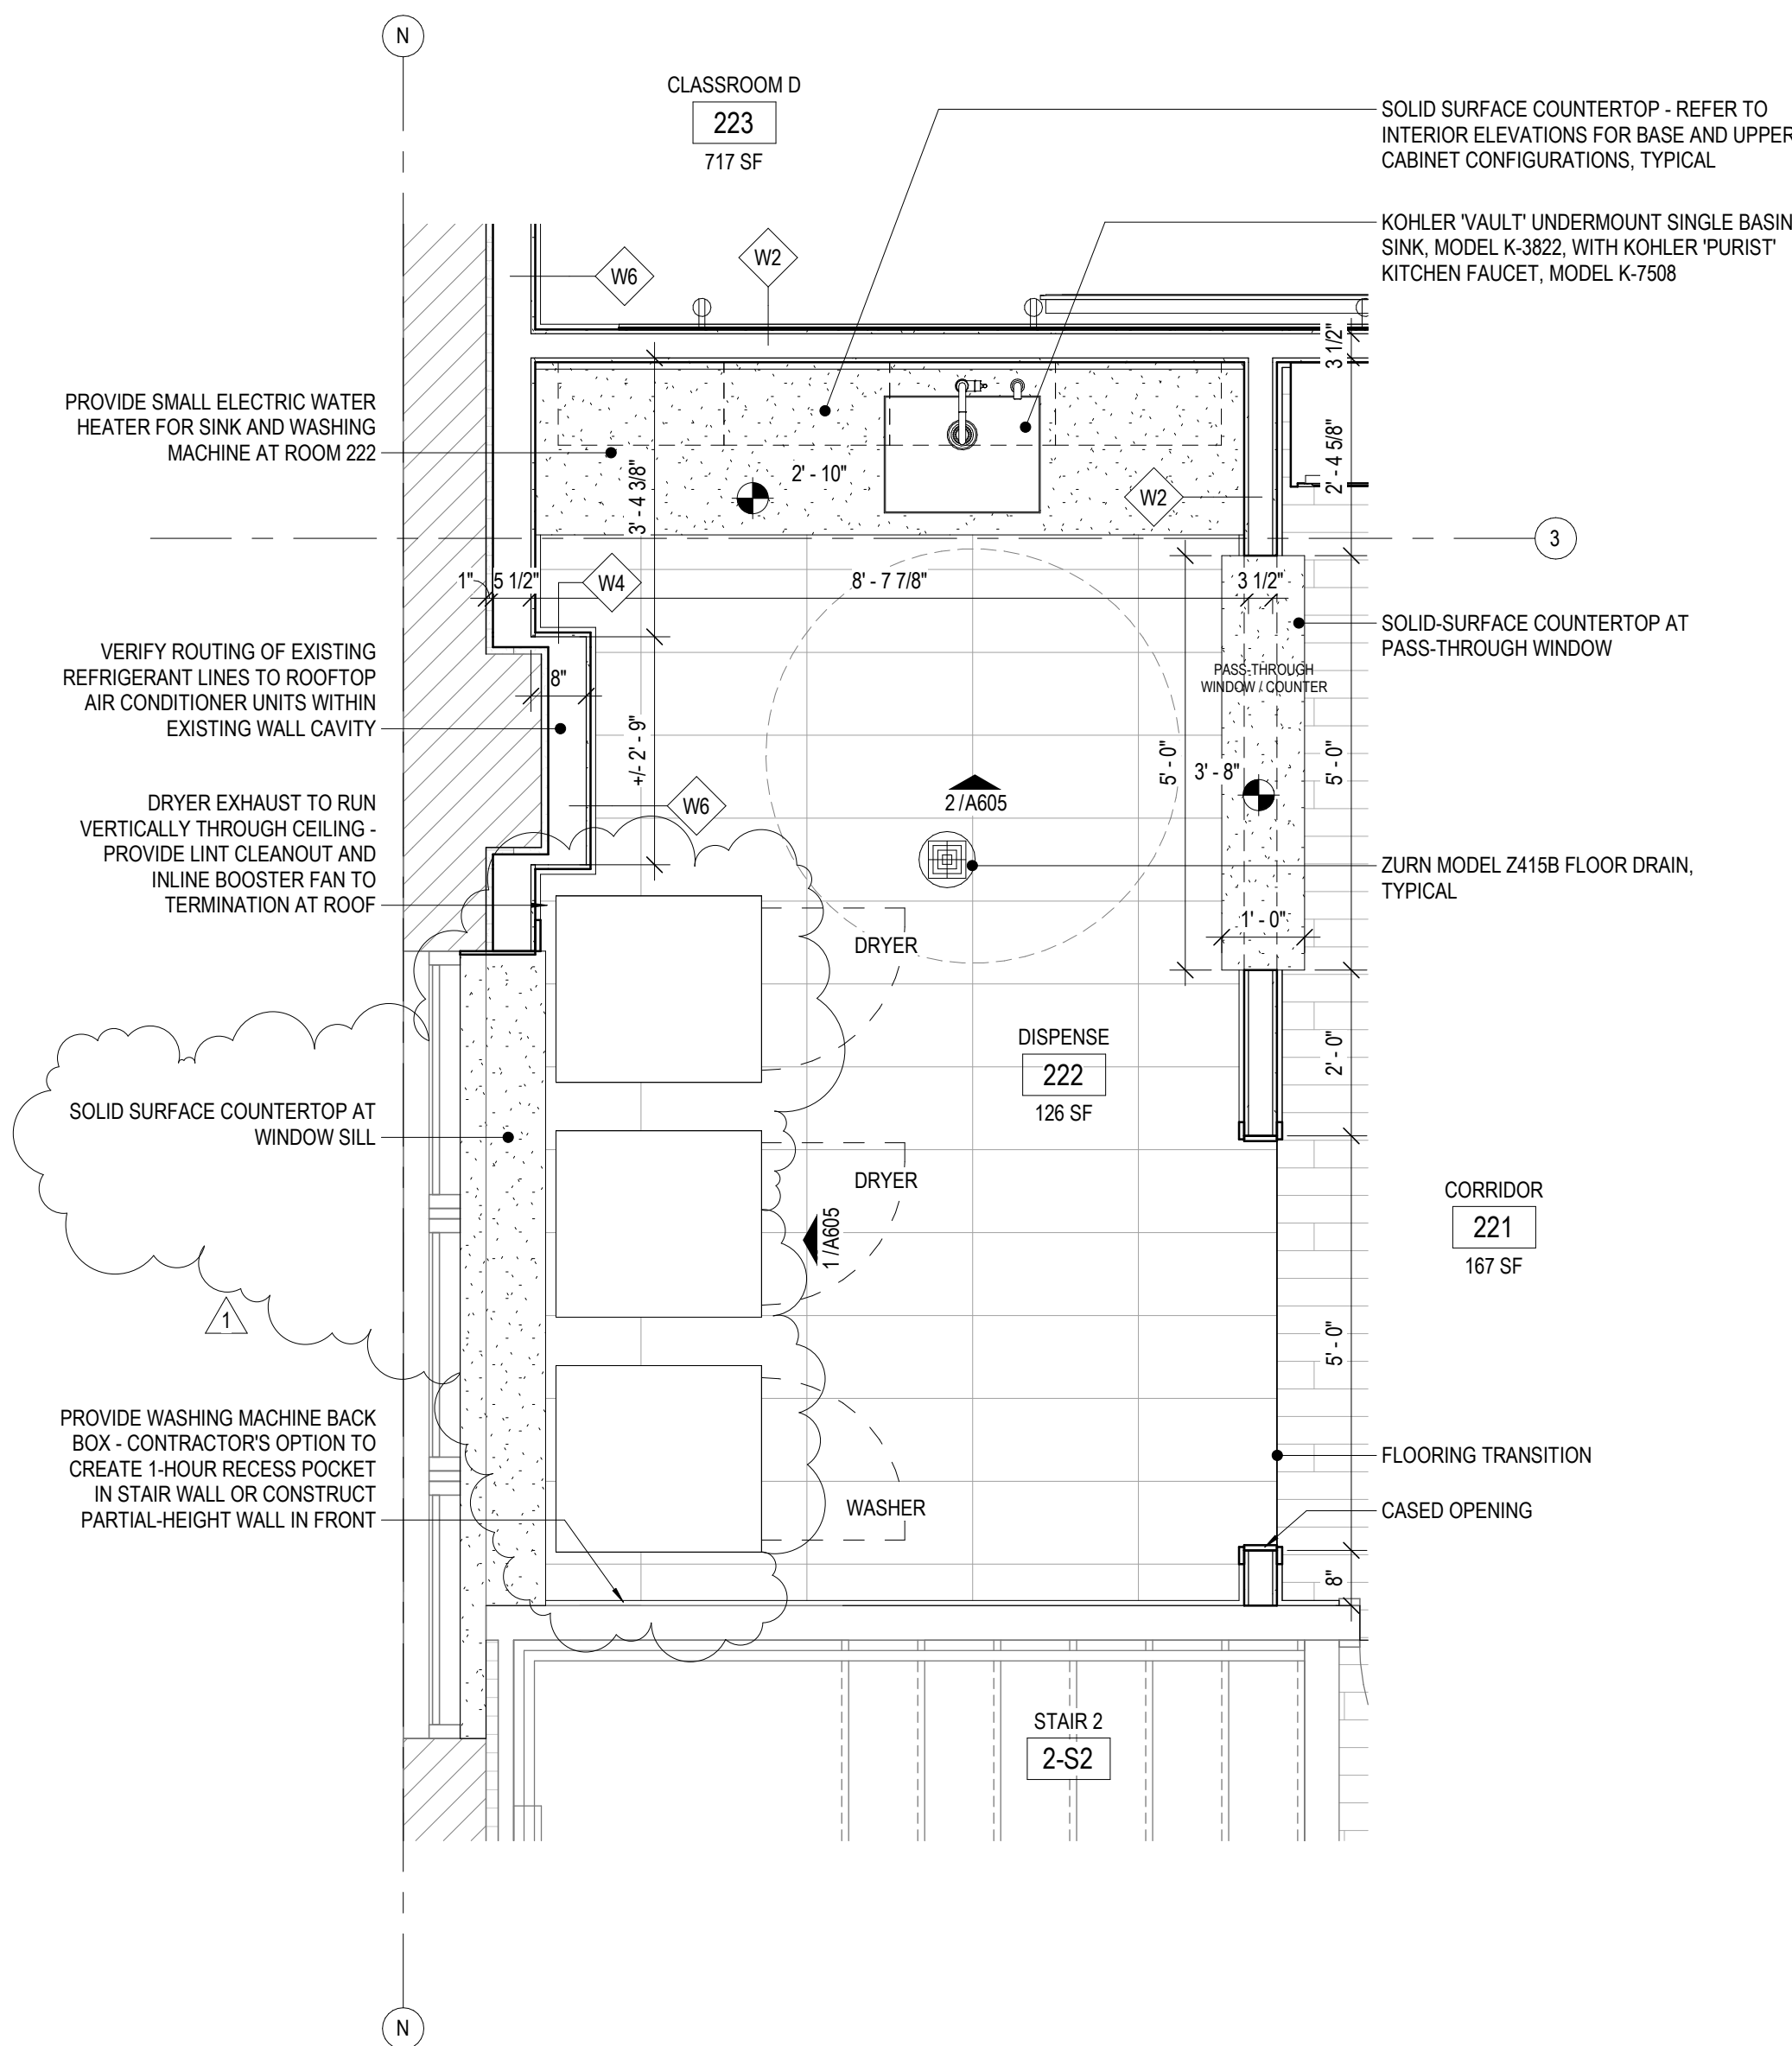 N
CLASSROOM D
223
717 SF
SOLID SURFACE COUNTERTOP - REFER TO
INTERIOR ELEVATIONS FOR BASE AND UPPER
CABINET CONFIGURATIONS, TYPICAL
KOHLER 'VAULT' UNDERMOUNT SINGLE BASIN
SINK, MODEL K-3822, WITH KOHLER 'PURIST'
KITCHEN FAUCET, MODEL K-7508
W6
W2
3 1/2"
PROVIDE SMALL ELECTRIC WATER
HEATER FOR SINK AND WASHING
MACHINE AT ROOM 222
3' - 4 3/8"
2' - 10"
W2
2' - 4 5/8"
3
1"
5 1/2"
W4
8' - 7 7/8"
3 1/2"
SOLID-SURFACE COUNTERTOP AT
PASS-THROUGH WINDOW
VERIFY ROUTING OF EXISTING
REFRIGERANT LINES TO ROOFTOP
AIR CONDITIONER UNITS WITHIN
EXISTING WALL CAVITY
8"
PASS-THROUGH
WINDOW / COUNTER
+/- 2' - 9"
5' - 0"
3' - 8"
5' - 0"
W6
2 /A605
DRYER EXHAUST TO RUN
VERTICALLY THROUGH CEILING -
PROVIDE LINT CLEANOUT AND
INLINE BOOSTER FAN TO
TERMINATION AT ROOF
ZURN MODEL Z415B FLOOR DRAIN,
TYPICAL
1' - 0"
DRYER
DISPENSE
222
126 SF
2' - 0"
SOLID SURFACE COUNTERTOP AT
WINDOW SILL
DRYER
1 /A605
CORRIDOR
221
167 SF
1
5' - 0"
PROVIDE WASHING MACHINE BACK
BOX - CONTRACTOR'S OPTION TO
CREATE 1-HOUR RECESS POCKET
IN STAIR WALL OR CONSTRUCT
PARTIAL-HEIGHT WALL IN FRONT
WASHER
FLOORING TRANSITION
CASED OPENING
8"
STAIR 2
2-S2
N